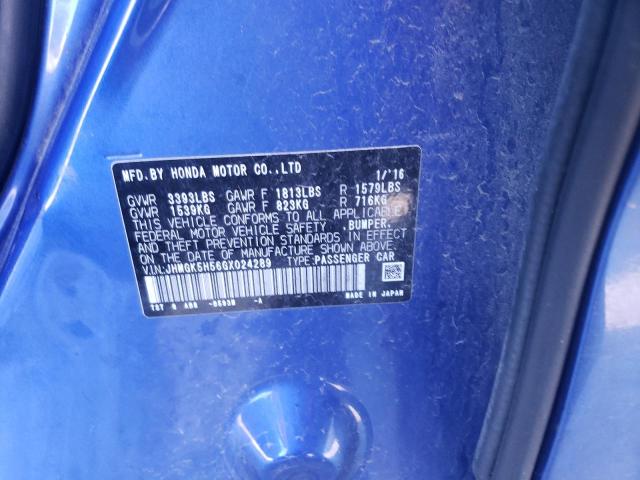 MFD.BY HONDA MOTOR CO.,LTD 1/'16
GVWR 3393LBS GAWR F 1813LBS R 1579LBS
GVWR 1539KG GAWR F 823KG R 716KG
THIS VEHICLE CONFORMS TO ALL APPLICABLE
FEDERAL MOTOR VEHICLE SAFETY, BUMPER,
AND THEFT PREVENTION STANDARDS IN EFFECT
ON THE DATE OF MANUFACTURE SHOWN ABOVE.
V.I.N:JHMGK5H56GX024289 TYPE:PASSENGER CAR
-A MADE IN JAPAN